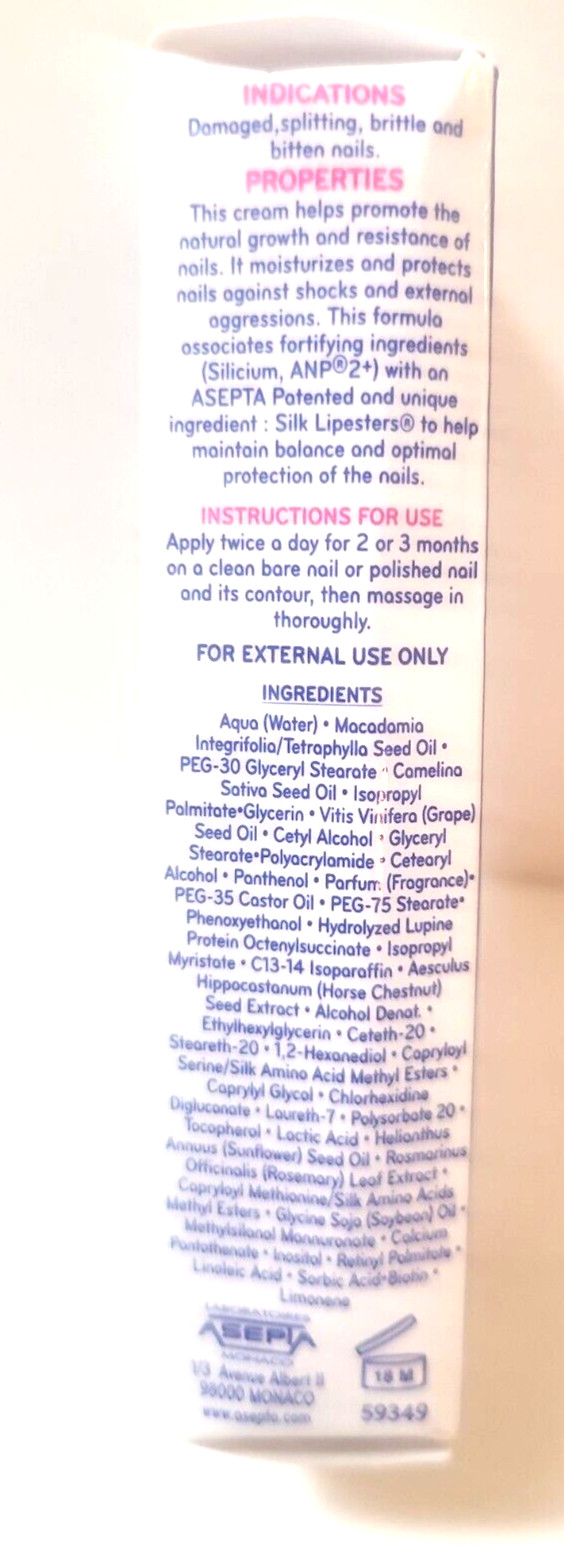 INDICATIONS
Damaged,splitting, brittle and
bitten nails.
PROPERTIES
This cream helps promote the
natural growth and resistance of
nails. It moisturizes and protects
nails against shocks and external
aggressions. This formula
associates fortifying ingredients
(Silicium, ANP®2+) with an
ASEPTA Patented and unique
ingredient : Silk Lipesters® to help
maintain balance and optimal
protection of the nails.
INSTRUCTIONS FOR USE
Apply twice a day for 2 or 3 months
on a clean bare nail or polished nail
and its contour, then massage in
thoroughly.
FOR EXTERNAL USE ONLY
INGREDIENTS
Aqua (Water) • Macadamia
Integrifolia/Tetraphylla Seed Oil •
PEG-30 Glyceryl Stearate • Camelina
Sativa Seed Oil • Isopropyl
Palmitate•Glycerin • Vitis Vinifera (Grape)
Seed Oil • Cetyl Alcohol • Glyceryl
Stearate•Polyacrylamide • Cetearyl
Alcohol • Panthenol • Parfum (Fragrance)•
PEG-35 Castor Oil • PEG-75 Stearate•
Phenoxyethanol • Hydrolyzed Lupine
Protein Octenylsuccinate • Isopropyl
Myristate • C13-14 Isoparaffin • Aesculus
Hippocastanum (Horse Chestnut)
Seed Extract • Alcohol Denat. •
Ethylhexylglycerin • Ceteth-20 •
Steareth-20 • 1,2-Hexanediol • Capryloyl
Serine/Silk Amino Acid Methyl Esters •
Caprylyl Glycol • Chlorhexidine
Digluconate • Laureth-7 • Polysorbate 20 •
Tocopherol • Lactic Acid • Helianthus
Annuus (Sunflower) Seed Oil • Rosmarinus
Officinalis (Rosemary) Leaf Extract •
Capryloyl Methionine/Silk Amino Acids
Methyl Esters • Glycine Soja (Soybean) Oil •
Methylsilanol Mannuronate • Calcium
Pantothenate • Inositol • Retinyl Palmitate •
Linoleic Acid • Sorbic Acid•Biotin •
Limonene
LABORATOIRES
ASEPTA
MONACO
1/3 Avenue Albert II
98000 MONACO
www.asepta.com
18 M
59349